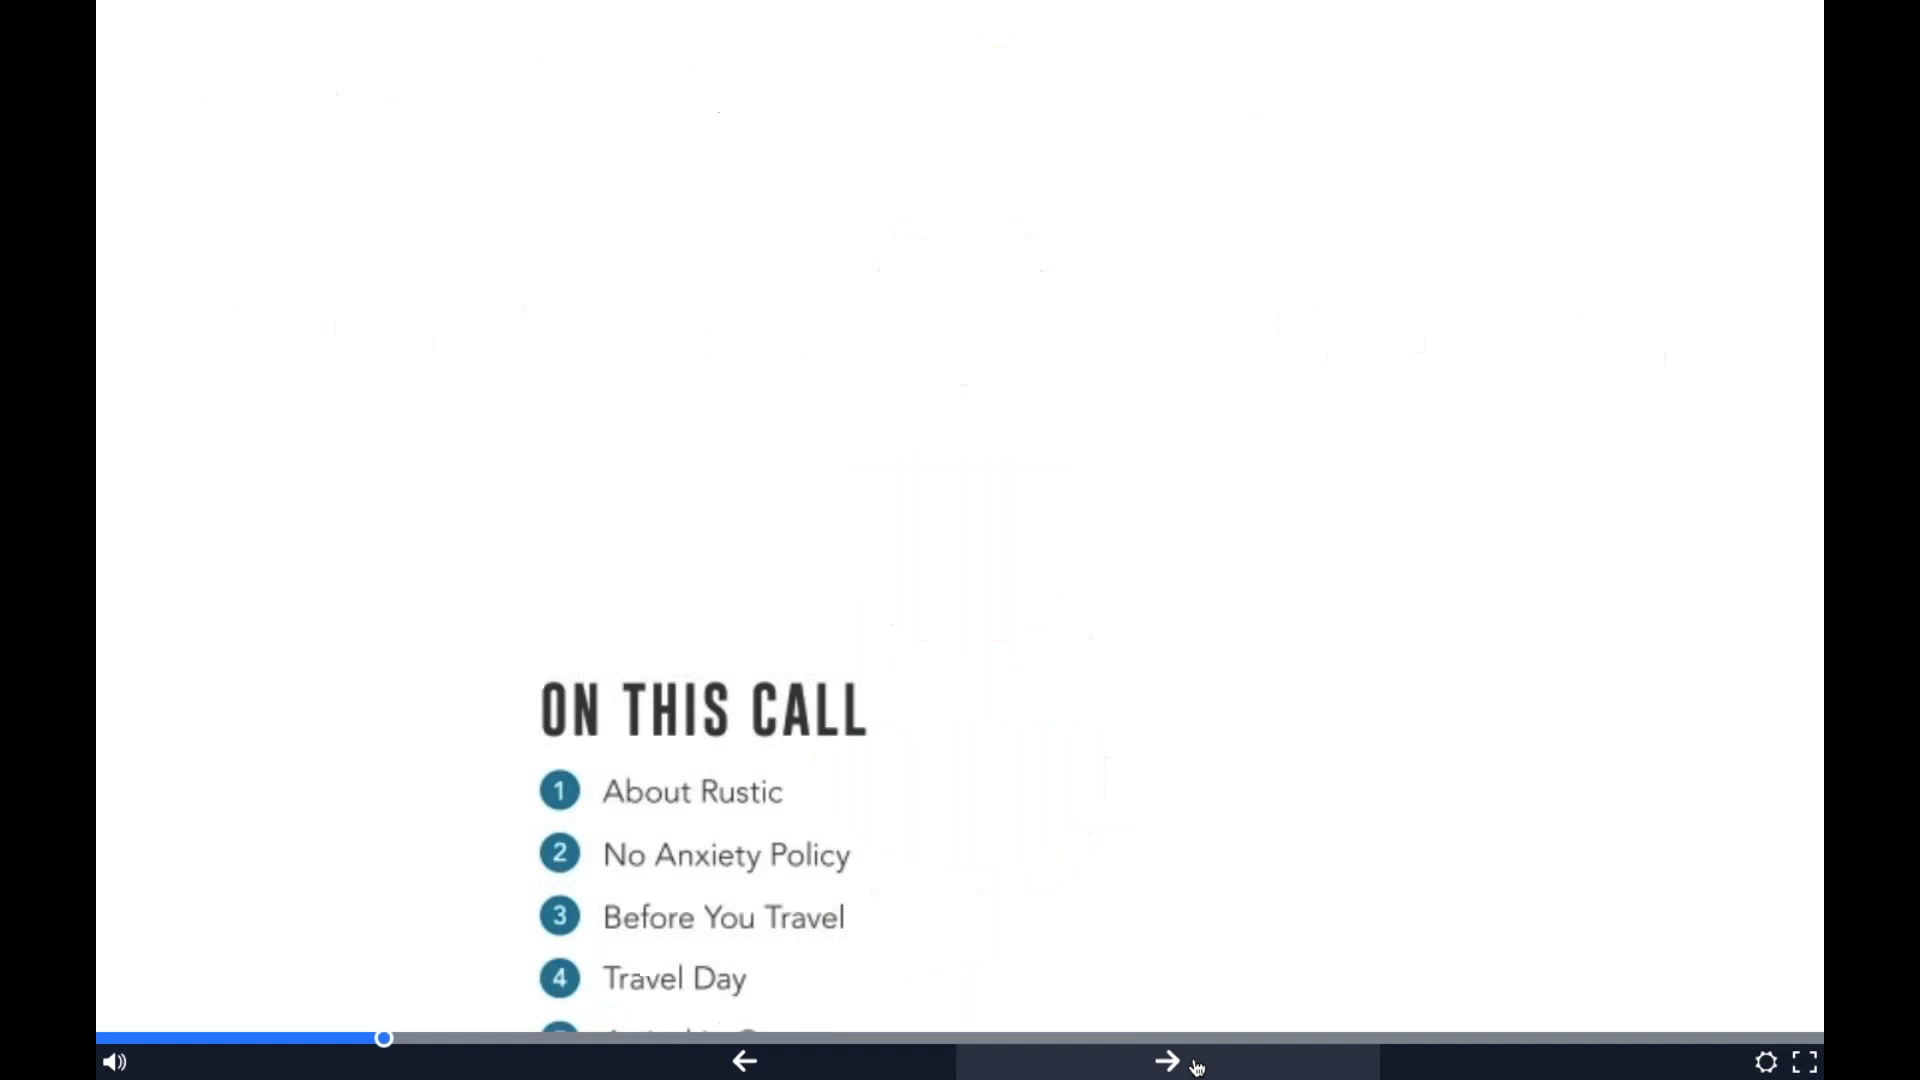 ON THIS CALL
1 About Rustic
2 No Anxiety Policy
3 Before You Travel
4 Travel Day